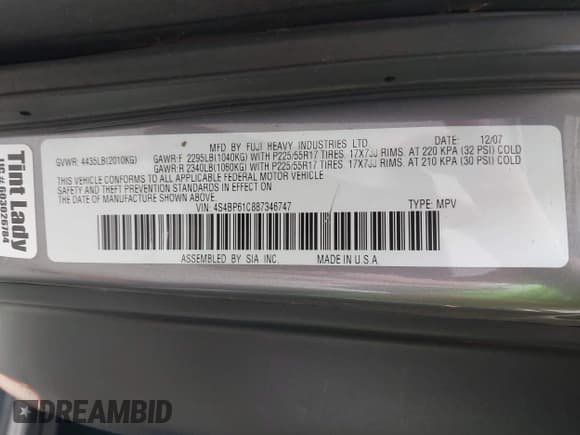 MFD BY FUJI HEAVY INDUSTRIES LTD. DATE: 12/07
GVWR: 4435LB(2010KG) GAWR:F 2295LB(1040KG) WITH P225/55R17 TIRES. 17X7JJ RIMS. AT 220 KPA (32 PSI) COLD
GAWR:R 2340LB(1060KG) WITH P225/55R17 TIRES. 17X7JJ RIMS. AT 210 KPA (30 PSI) COLD
THIS VEHICLE CONFORMS TO ALL APPLICABLE FEDERAL MOTOR VEHICLE
SAFETY AND THEFT PREVENTION STANDARDS IN EFFECT ON
THE DATE OF MANUFACTURE SHOWN ABOVE.
VIN: 4S4BP61C887346747 TYPE: MPV
ASSEMBLED BY SIA INC. MADE IN U.S.A.
Tint Lady
DREAMBID